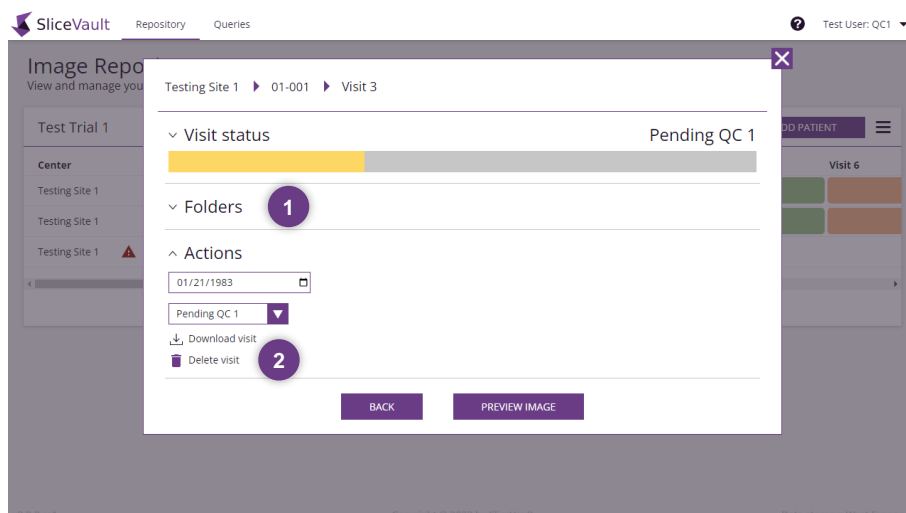 SliceVault Repository Queries Test User: QC1
Image Repo
View and manage you
Testing Site 1 01-001 Visit 3
Test Trial 1
DD PATIENT
Visit status Pending QC 1
Center
Visit 6
Testing Site 1
Folders 1
Testing Site 1
Testing Site 1
Actions
01/21/1983
Pending QC 1
Download visit
Delete visit
2
BACK PREVIEW IMAGE